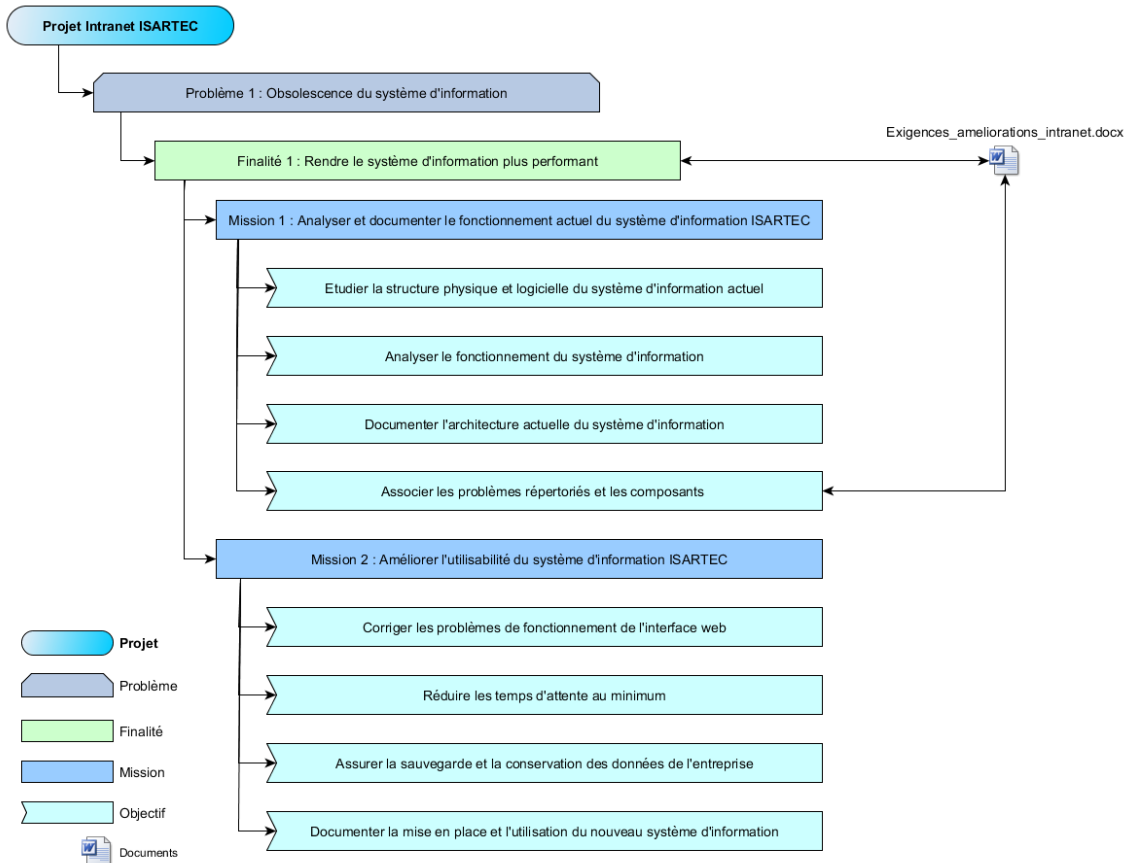 Projet Intranet ISARTEC
Problème 1 : Obsolescence du système d'information
Exigences_ameliorations_intranet.docx
Finalité 1 : Rendre le système d'information plus performant
Mission 1 : Analyser et documenter le fonctionnement actuel du système d'information ISARTEC
Etudier la structure physique et logicielle du système d'information actuel
Analyser le fonctionnement du système d'information
Documenter l'architecture actuelle du système d'information
Associer les problèmes répertoriés et les composants
Mission 2 : Améliorer l'utilisabilité du système d'information ISARTEC
Corriger les problèmes de fonctionnement de l'interface web
Réduire les temps d'attente au minimum
Assurer la sauvegarde et la conservation des données de l'entreprise
Documenter la mise en place et l'utilisation du nouveau système d'information
Projet
Problème
Finalité
Mission
Objectif
Documents